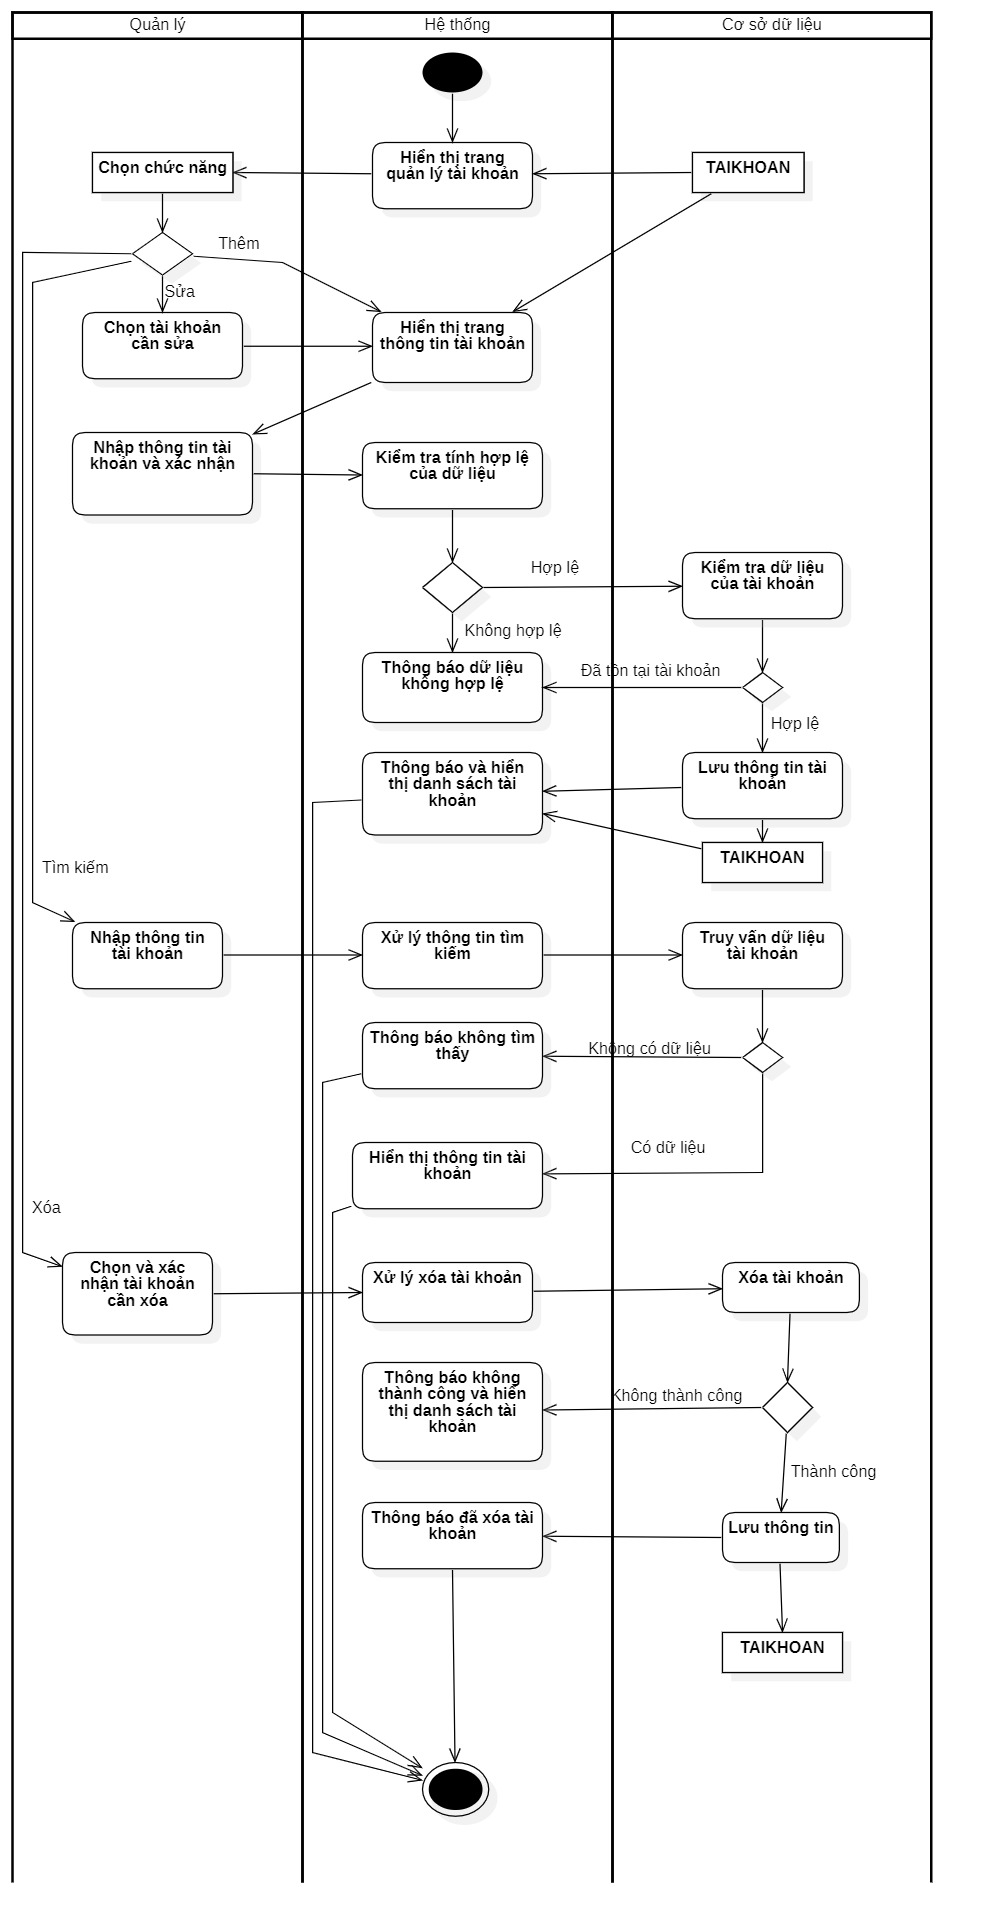 Quản lý
Hệ thống
Cơ sở dữ liệu
Chọn chức năng
Hiển thị trang
quản lý tài khoản
TAIKHOAN
Thêm
Sửa
Chọn tài khoản
cần sửa
Hiển thị trang
thông tin tài khoản
Nhập thông tin tài
khoản và xác nhận
Kiểm tra tính hợp lệ
của dữ liệu
Hợp lệ
Kiểm tra dữ liệu
của tài khoản
Không hợp lệ
Thông báo dữ liệu
không hợp lệ
Đã tồn tại tài khoản
Hợp lệ
Thông báo và hiển
thị danh sách tài
khoản
Lưu thông tin tài
khoản
TAIKHOAN
Tìm kiếm
Nhập thông tin
tài khoản
Xử lý thông tin tìm
kiếm
Truy vấn dữ liệu
tài khoản
Thông báo không tìm
thấy
Không có dữ liệu
Có dữ liệu
Hiển thị thông tin tài
khoản
Xóa
Chọn và xác
nhận tài khoản
cần xóa
Xử lý xóa tài khoản
Xóa tài khoản
Thông báo không
thành công và hiển
thị danh sách tài
khoản
Không thành công
Thành công
Thông báo đã xóa tài
khoản
Lưu thông tin
TAIKHOAN